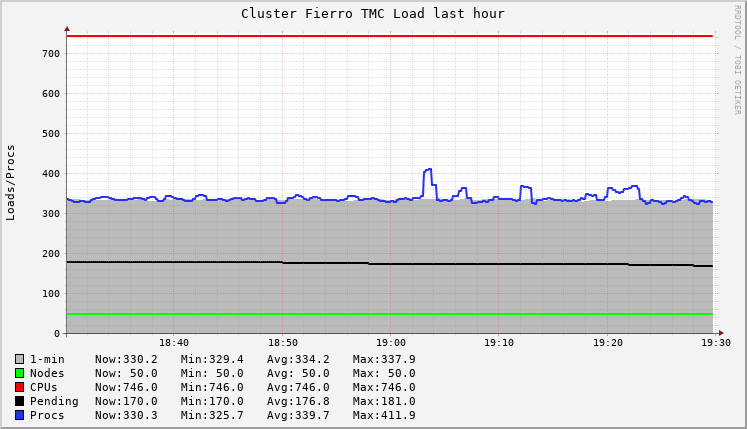 Cluster Fierro TMC Load last hour
RRDTOOL / TOBI OETIKER
Loads/Procs
700
600
500
400
300
200
100
0
18:40 18:50 19:00 19:10 19:20 19:30
1-min Now:330.2 Min:329.4 Avg:334.2 Max:337.9
Nodes Now: 50.0 Min: 50.0 Avg: 50.0 Max: 50.0
CPUs Now:746.0 Min:746.0 Avg:746.0 Max:746.0
Pending Now:170.0 Min:170.0 Avg:176.8 Max:181.0
Procs Now:330.3 Min:325.7 Avg:339.7 Max:411.9